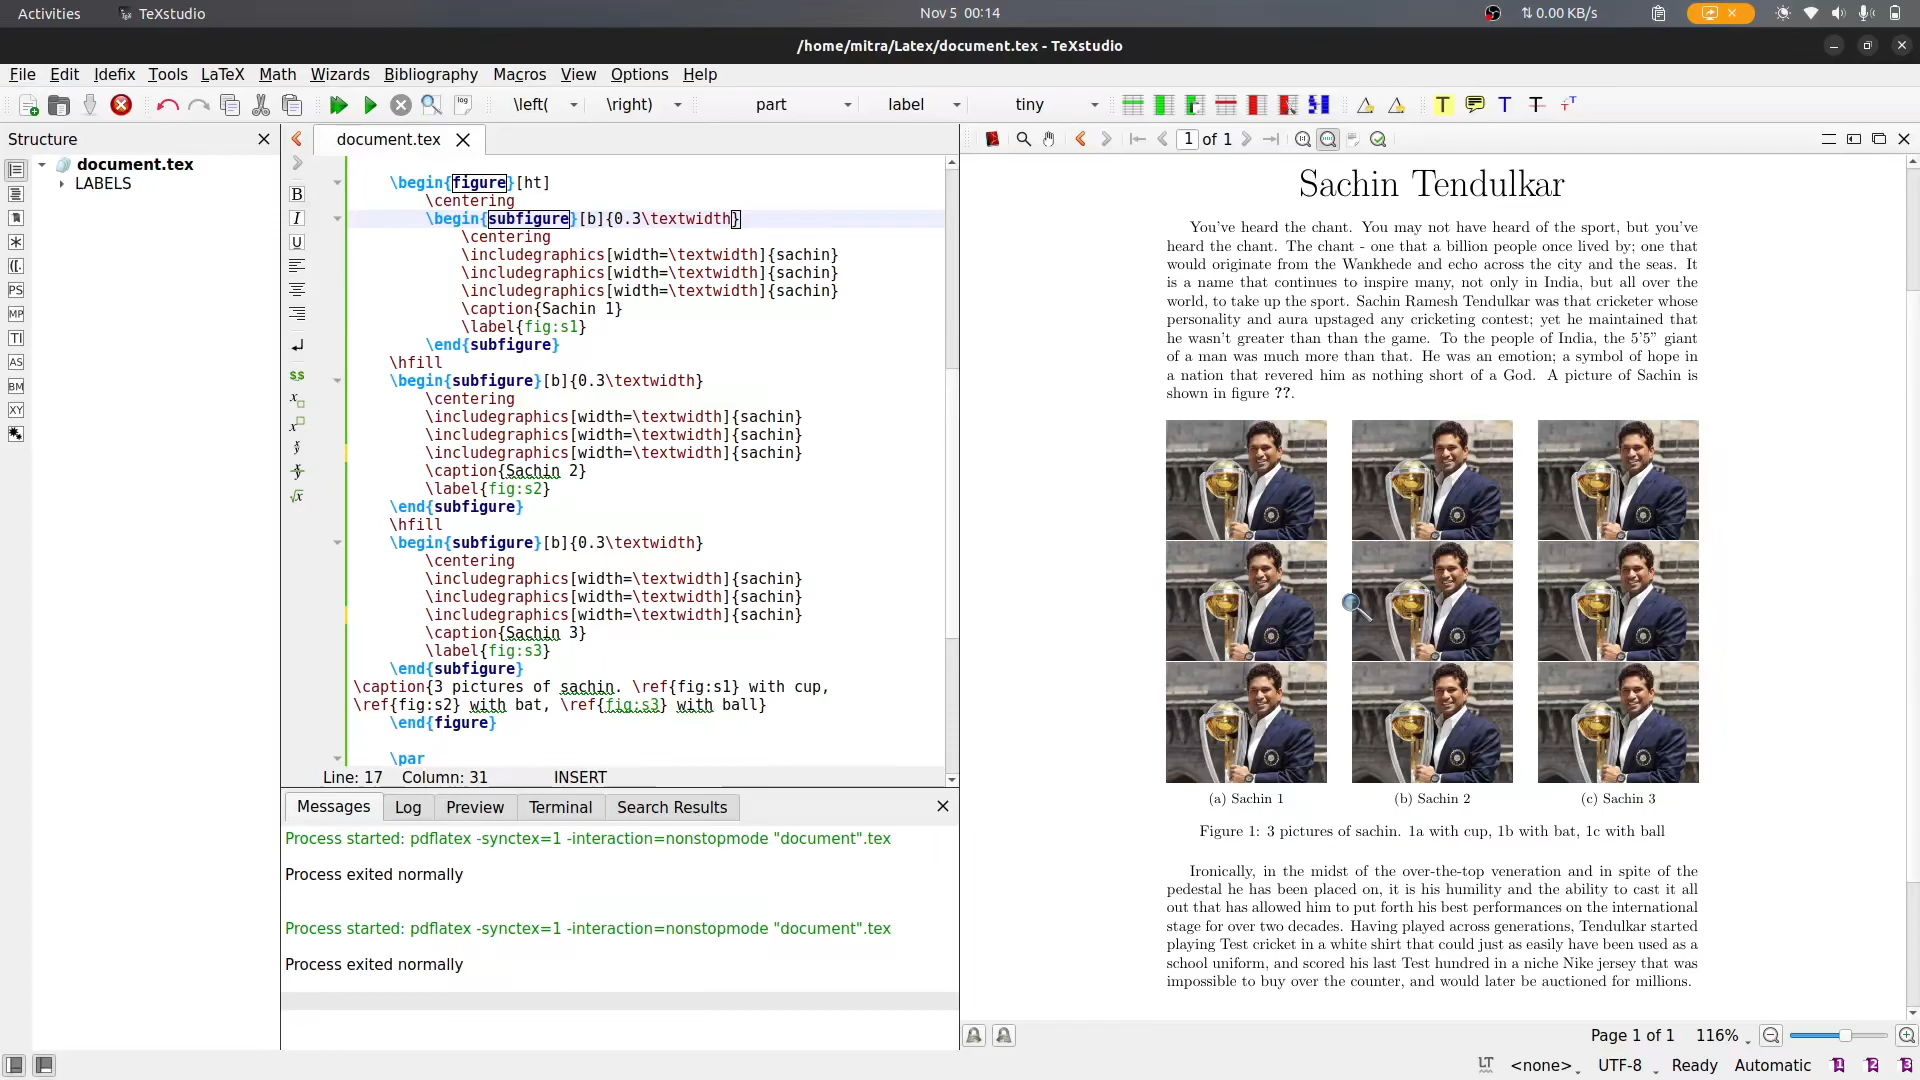 Activities TeXstudio Nov 5 00:14 0.00 KB/s
/home/mitra/Latex/document.tex - TeXstudio
File Edit Idefix Tools LaTeX Math Wizards Bibliography Macros View Options Help
log \left( \right) part label tiny
Structure document.tex 1 of 1
document.tex
LABELS
\begin{figure}[ht]
\centering
\begin{subfigure}[b]{0.3\textwidth}
\centering
\includegraphics[width=\textwidth]{sachin}
\includegraphics[width=\textwidth]{sachin}
\includegraphics[width=\textwidth]{sachin}
\caption{Sachin 1}
\label{fig:s1}
\end{subfigure}
\hfill
\begin{subfigure}[b]{0.3\textwidth}
\centering
\includegraphics[width=\textwidth]{sachin}
\includegraphics[width=\textwidth]{sachin}
\includegraphics[width=\textwidth]{sachin}
\caption{Sachin 2}
\label{fig:s2}
\end{subfigure}
\hfill
\begin{subfigure}[b]{0.3\textwidth}
\centering
\includegraphics[width=\textwidth]{sachin}
\includegraphics[width=\textwidth]{sachin}
\includegraphics[width=\textwidth]{sachin}
\caption{Sachin 3}
\label{fig:s3}
\end{subfigure}
\caption{3 pictures of sachin. \ref{fig:s1} with cup,
\ref{fig:s2} with bat, \ref{fig:s3} with ball}
\end{figure}
\par
Line: 17 Column: 31 INSERT
Messages Log Preview Terminal Search Results
Process started: pdflatex -synctex=1 -interaction=nonstopmode "document".tex
Process exited normally
Process started: pdflatex -synctex=1 -interaction=nonstopmode "document".tex
Process exited normally
Sachin Tendulkar
You've heard the chant. You may not have heard of the sport, but you've
heard the chant. The chant - one that a billion people once lived by; one that
would originate from the Wankhede and echo across the city and the seas. It
is a name that continues to inspire many, not only in India, but all over the
world, to take up the sport. Sachin Ramesh Tendulkar was that cricketer whose
personality and aura upstaged any cricketing contest; yet he maintained that
he wasn't greater than than the game. To the people of India, the 5'5” giant
of a man was much more than that. He was an emotion; a symbol of hope in
a nation that revered him as nothing short of a God. A picture of Sachin is
shown in figure ??.
(a) Sachin 1 (b) Sachin 2 (c) Sachin 3
Figure 1: 3 pictures of sachin. 1a with cup, 1b with bat, 1c with ball
Ironically, in the midst of the over-the-top veneration and in spite of the
pedestal he has been placed on, it is his humility and the ability to cast it all
out that has allowed him to put forth his best performances on the international
stage for over two decades. Having played across generations, Tendulkar started
playing Test cricket in a white shirt that could just as easily have been used as a
school uniform, and scored his last Test hundred in a niche Nike jersey that was
impossible to buy over the counter, and would later be auctioned for millions.
Page 1 of 1 116%
LT <none> UTF-8 Ready Automatic 1 2 3